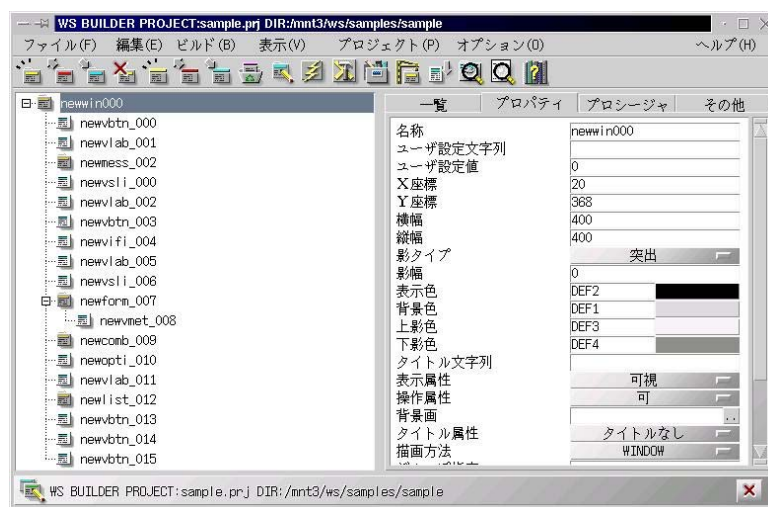 WS BUILDER PROJECT:sample.prj DIR:/mnt3/ws/samples/sample
ファイル(F) 編集(E) ビルド(B) 表示(V) プロジェクト(P) オプション(O) ヘルプ(H)
newwin000
newvbtn_000
newvlab_001
newmess_002
newvsli_000
newvlab_002
newvbtn_003
newvifi_004
newvlab_005
newvsli_006
newform_007
newvmet_008
newcomb_009
newopti_010
newvlab_011
newlist_012
newvbtn_013
newvbtn_014
newvbtn_015
一覧 プロパティ プロシージャ その他
名称 newwin000
ユーザ設定文字列
ユーザ設定値 0
X座標 20
Y座標 368
横幅 400
縦幅 400
影タイプ 突出
影幅 0
表示色 DEF2
背景色 DEF1
上影色 DEF3
下影色 DEF4
タイトル文字列
表示属性 可視
操作属性 可
背景画 ..
タイトル属性 タイトルなし
描画方法 WINDOW
WS BUILDER PROJECT:sample.prj DIR:/mnt3/ws/samples/sample